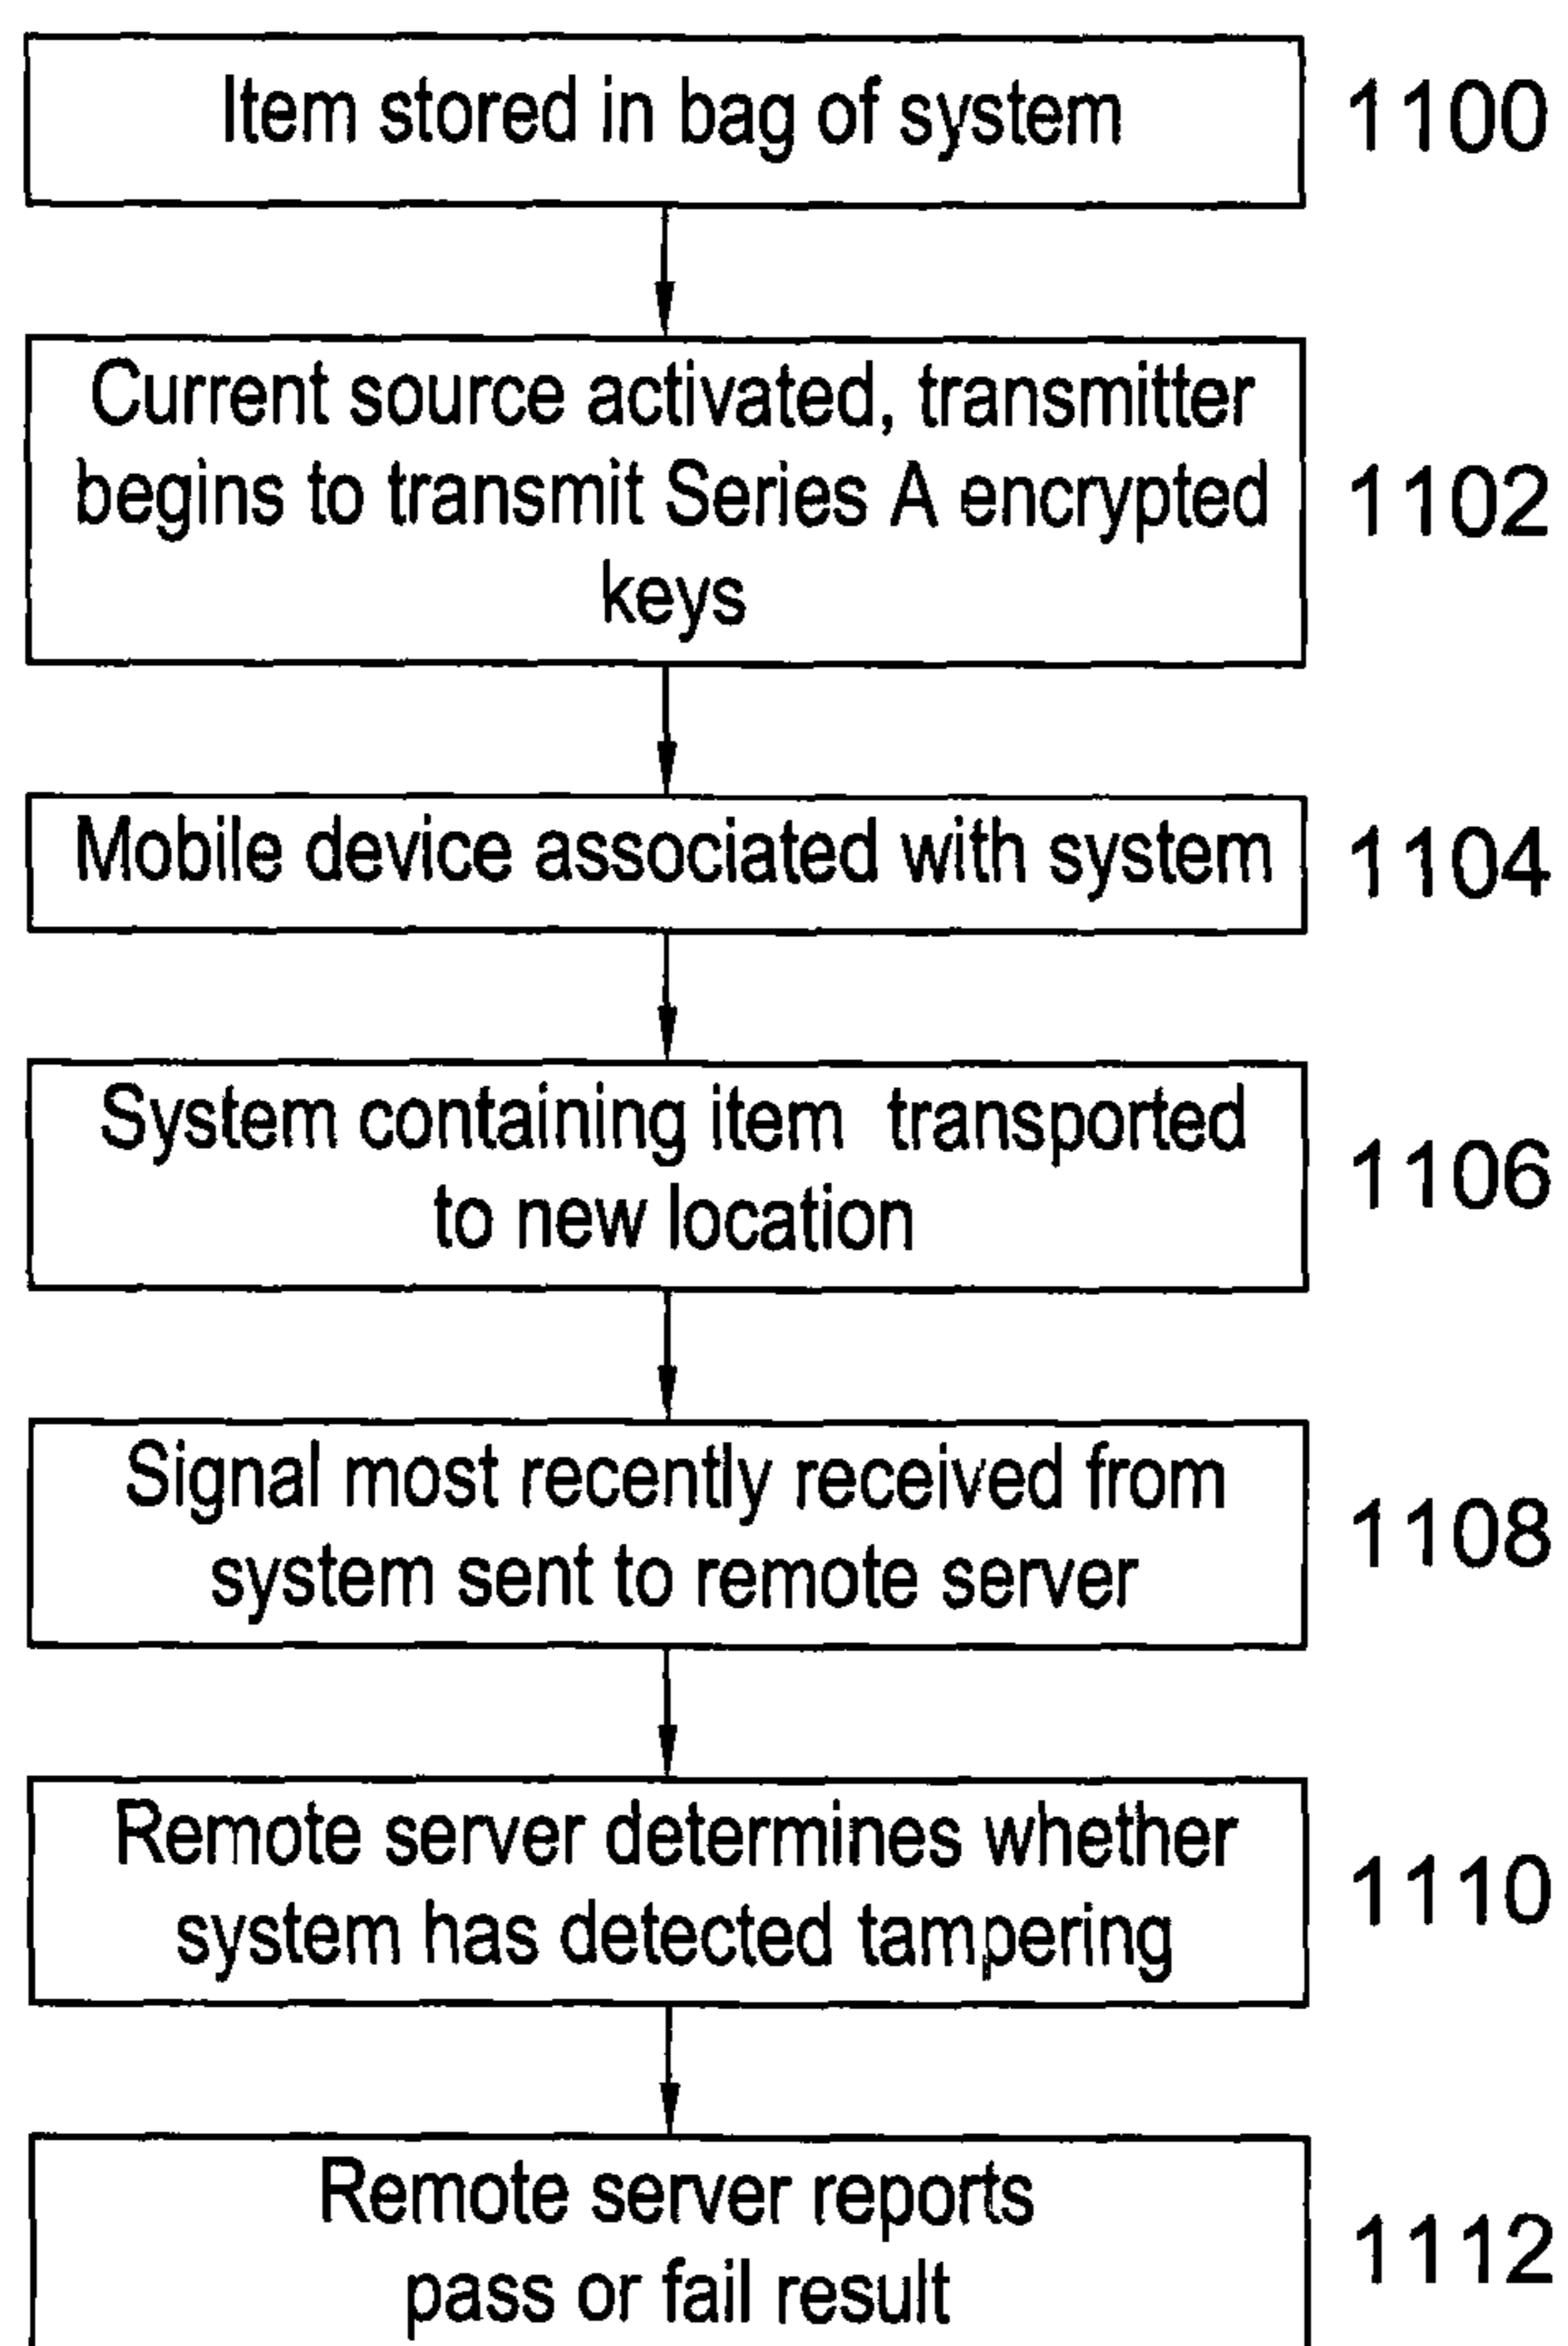 Item stored in bag of system
1100
Current source activated, transmitter
begins to transmit Series A encrypted
keys
1102
Mobile device associated with system
1104
System containing item transported
to new location
1106
Signal most recently received from
system sent to remote server
1108
Remote server determines whether
system has detected tampering
1110
Remote server reports
pass or fail result
1112